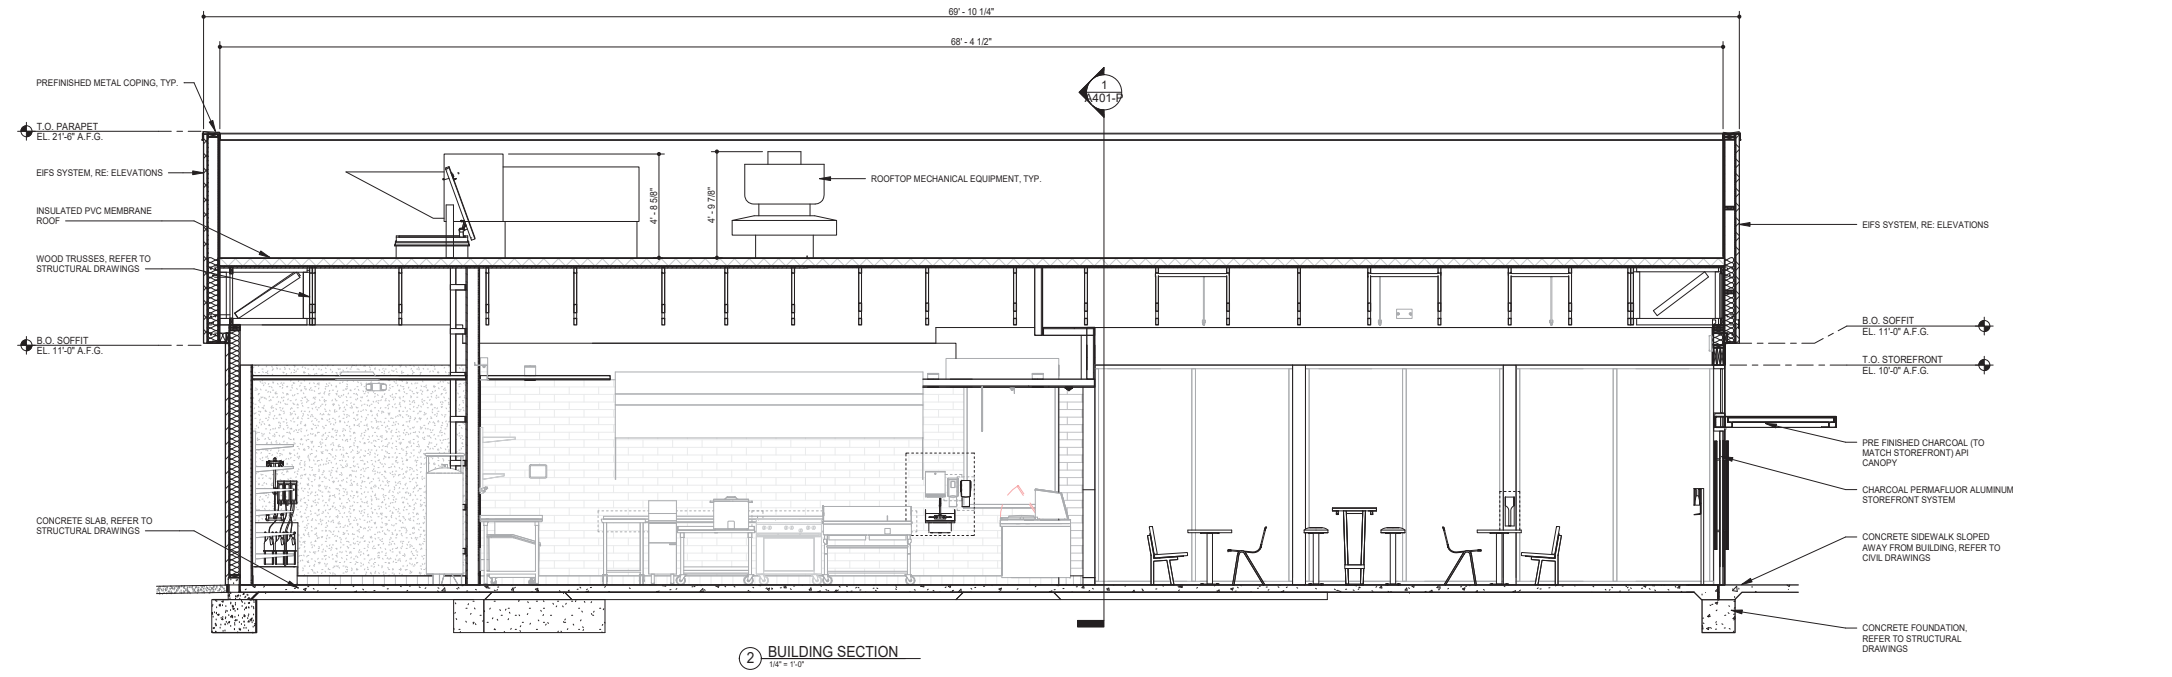 69' - 10 1/4"
68' - 4 1/2"
PREFINISHED METAL COPING, TYP.
1
A401-P
T.O. PARAPET
EL. 21'-6" A.F.G.
EIFS SYSTEM, RE: ELEVATIONS
4' - 8 5/8"
4' - 9 7/8"
ROOFTOP MECHANICAL EQUIPMENT, TYP.
INSULATED PVC MEMBRANE
ROOF
EIFS SYSTEM, RE: ELEVATIONS
WOOD TRUSSES, REFER TO
STRUCTURAL DRAWINGS
B.O. SOFFIT
EL. 11'-0" A.F.G.
B.O. SOFFIT
EL. 11'-0" A.F.G.
T.O. STOREFRONT
EL. 10'-0" A.F.G.
PRE FINISHED CHARCOAL (TO
MATCH STOREFRONT) API
CANOPY
CHARCOAL PERMAFLUOR ALUMINUM
STOREFRONT SYSTEM
CONCRETE SLAB, REFER TO
STRUCTURAL DRAWINGS
CONCRETE SIDEWALK SLOPED
AWAY FROM BUILDING, REFER TO
CIVIL DRAWINGS
CONCRETE FOUNDATION,
REFER TO STRUCTURAL
DRAWINGS
2
BUILDING SECTION
1/4" = 1'-0"